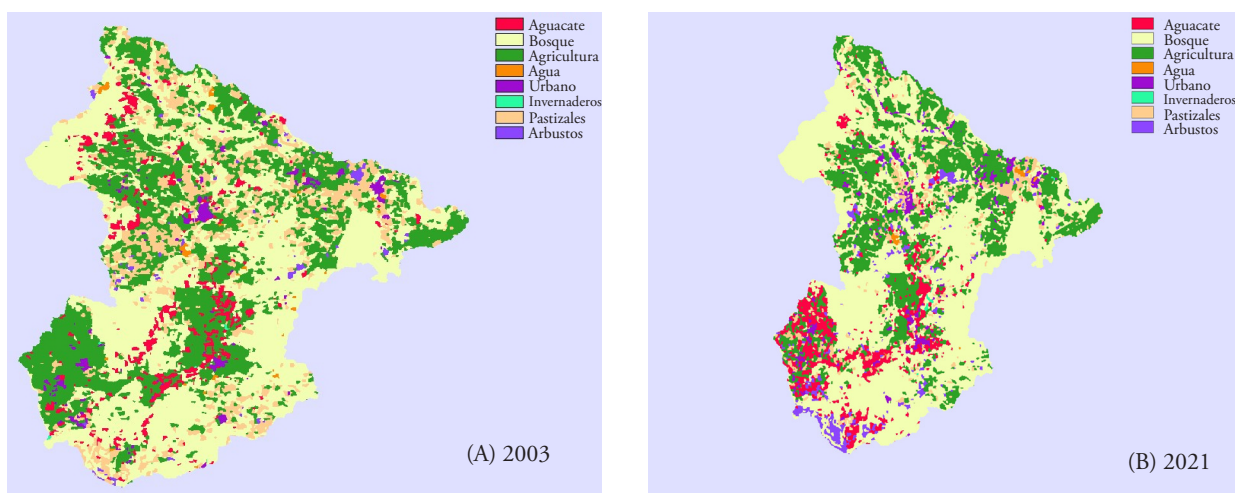 Aguacate
Bosque
Agricultura
Agua
Urbano
Invernaderos
Pastizales
Arbustos
(A) 2003
Aguacate
Bosque
Agricultura
Agua
Urbano
Invernaderos
Pastizales
Arbustos
(B) 2021